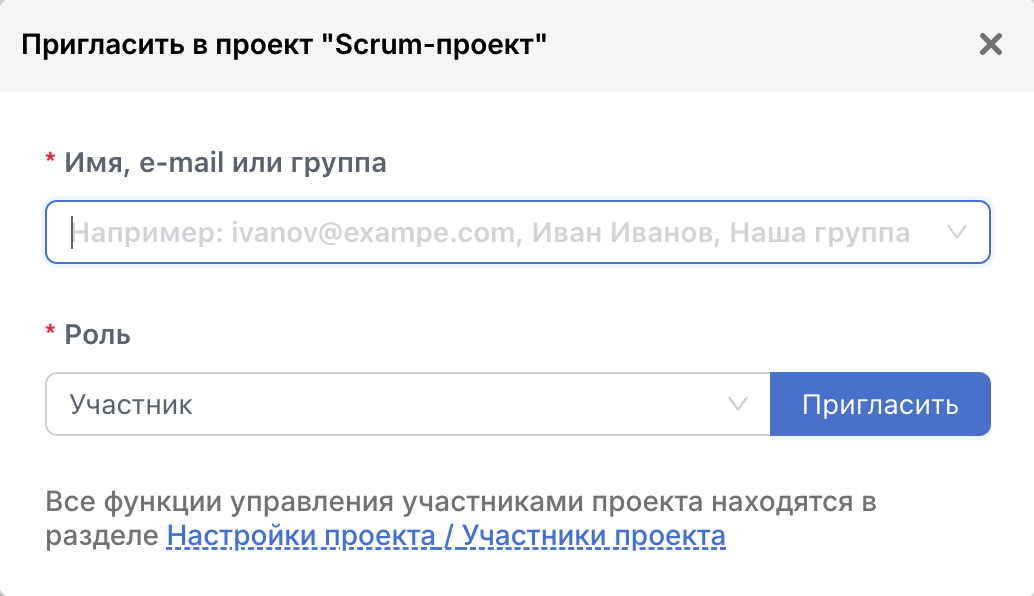 Пригласить в проект "Scrum-проект"
* Имя, e-mail или группа
Например: ivanov@exampe.com, Иван Иванов, Наша группа
* Роль
Участник
Пригласить
Все функции управления участниками проекта находятся в
разделе Настройки проекта / Участники проекта